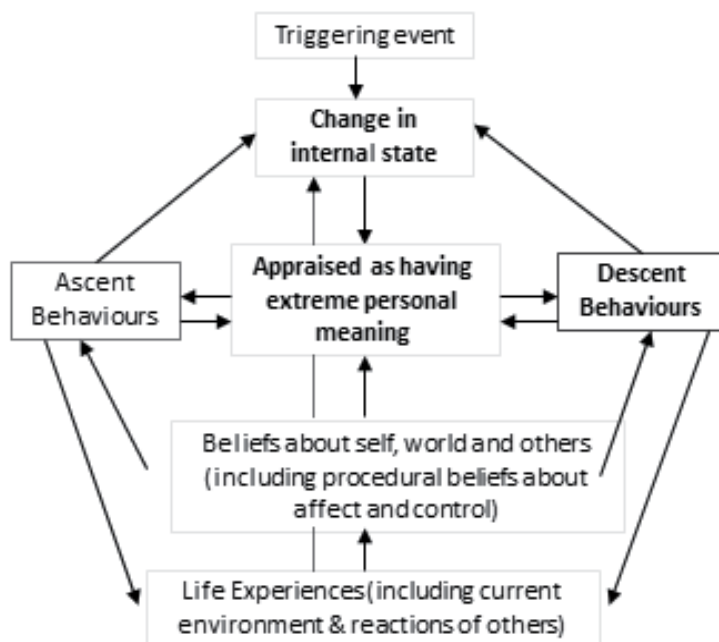 Triggering event
Change in
internal state
Appraised as having
extreme personal
meaning
Ascent
Behaviours
Descent
Behaviours
Beliefs about self, world and others
(including procedural beliefs about
affect and control)
Life Experiences(including current
environment & reactions of others)